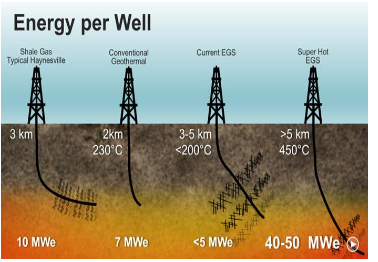 Energy per Well
Shale Gas
Typical Haynesville
Conventional
Geothermal
Current EGS
Super Hot
EGS
3 km
2km
230°C
3-5 km
<200°C
>5 km
450°C
10 MWe
7 MWe
<5 MWe
40-50 MWe